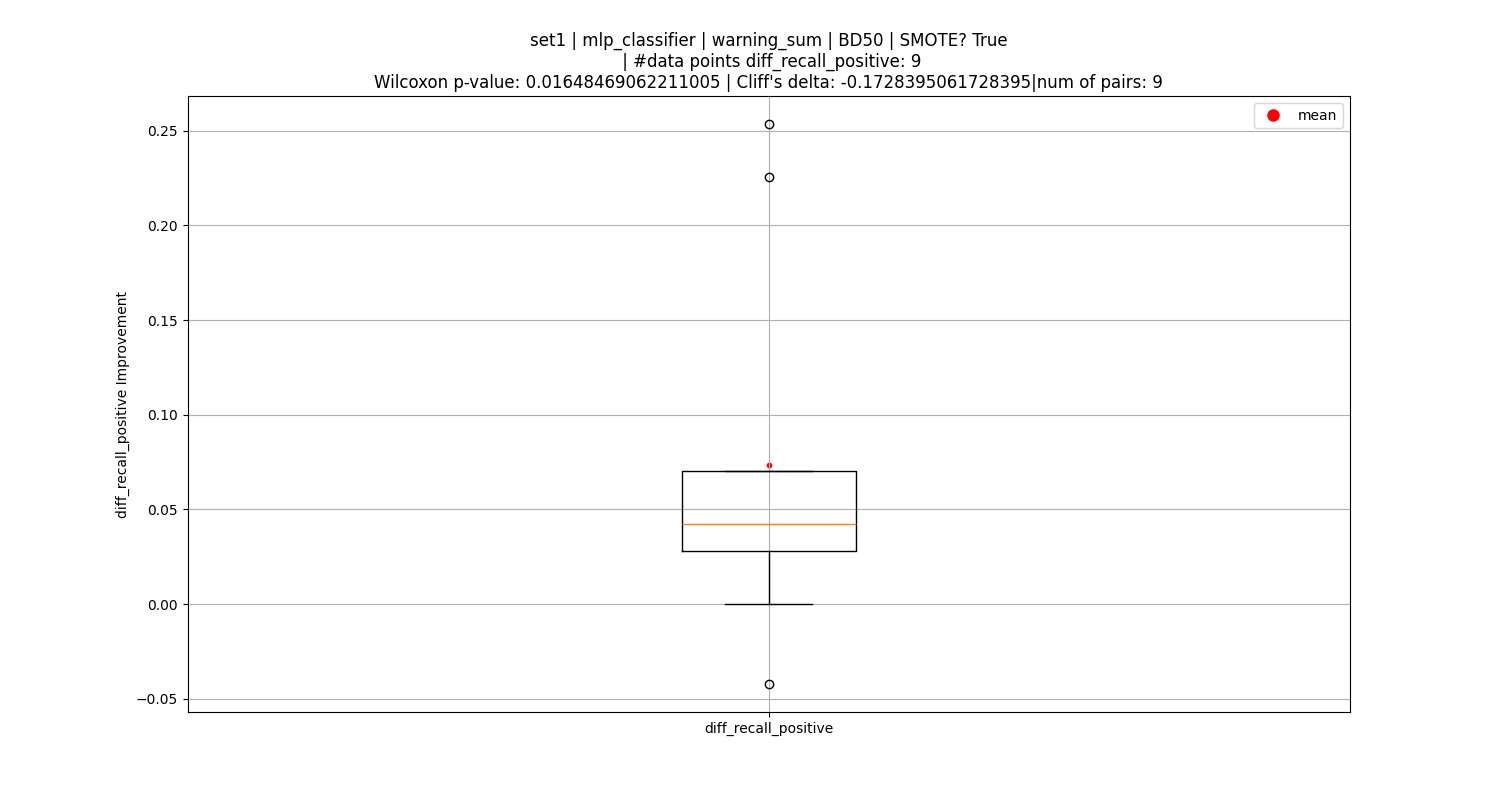 set1 | mlp_classifier | warning_sum | BD50 | SMOTE? True
| #data points diff_recall_positive: 9
Wilcoxon p-value: 0.01648469062211005 | Cliff's delta: -0.1728395061728395|num of pairs: 9
mean
0.25
0.20
0.15
0.10
0.05
0.00
−0.05
diff_recall_positive Improvement
diff_recall_positive